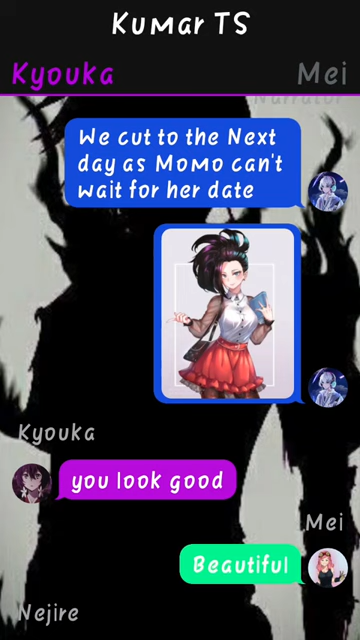 Kumar TS
Kyouka
Mei
Narrator
We cut to the Next
day as Momo can't
wait for her date
Kyouka
you look good
Mei
Beautiful
Nejire